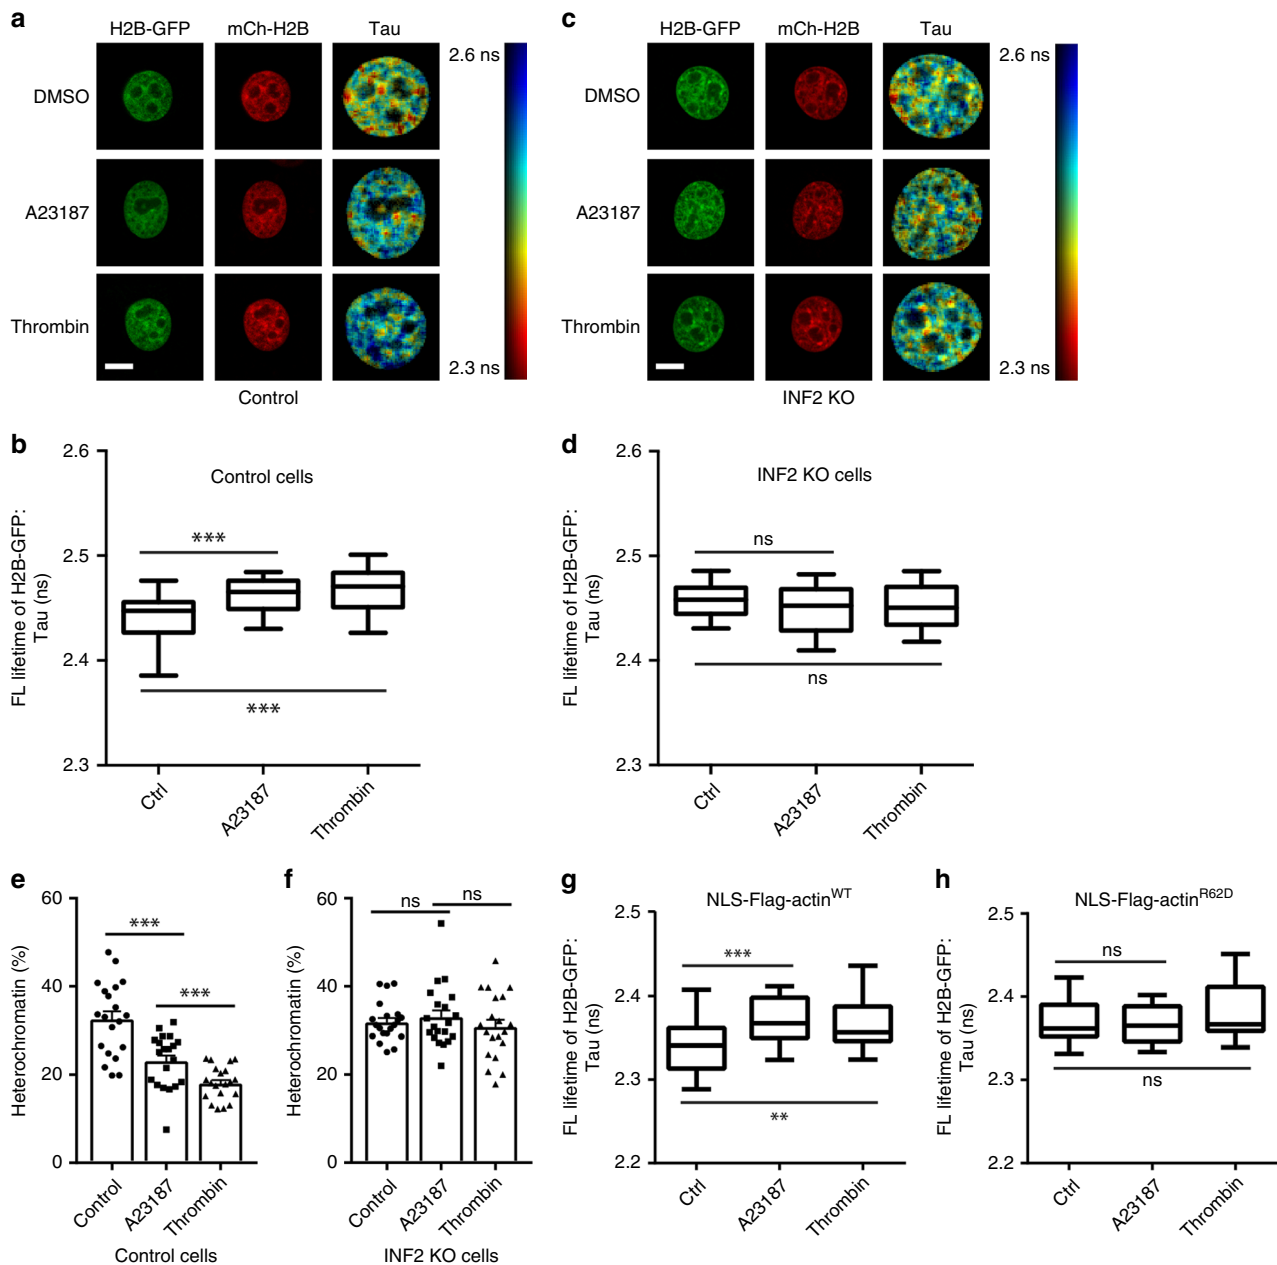 a
H2B-GFP mCh-H2B Tau
2.6 ns
DMSO
A23187
Thrombin
2.3 ns
Control
c
H2B-GFP mCh-H2B Tau
2.6 ns
DMSO
A23187
Thrombin
2.3 ns
INF2 KO
b
Control cells
FL lifetime of H2B-GFP:
Tau (ns)
2.6
2.5
2.4
2.3
***
***
Ctrl
A23187
Thrombin
d
INF2 KO cells
FL lifetime of H2B-GFP:
Tau (ns)
2.6
2.5
2.4
2.3
ns
ns
Ctrl
A23187
Thrombin
e
Heterochromatin (%)
60
40
20
0
***
***
Control
A23187
Thrombin
Control cells
f
Heterochromatin (%)
60
40
20
0
ns
ns
Control
A23187
Thrombin
INF2 KO cells
g
NLS-Flag-actinWT
FL lifetime of H2B-GFP:
Tau (ns)
2.5
2.4
2.3
2.2
***
**
Ctrl
A23187
Thrombin
h
NLS-Flag-actinR62D
FL lifetime of H2B-GFP:
Tau (ns)
2.5
2.4
2.3
2.2
ns
ns
Ctrl
A23187
Thrombin